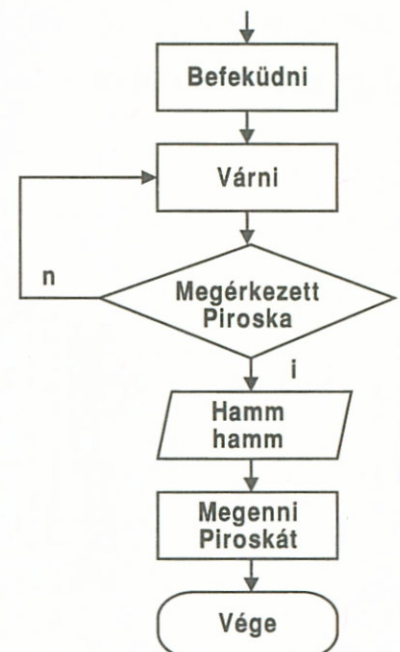 Befeküdni
Várni
n
Megérkezett
Piroska
i
Hamm
hamm
Megenni
Piroskát
Vége